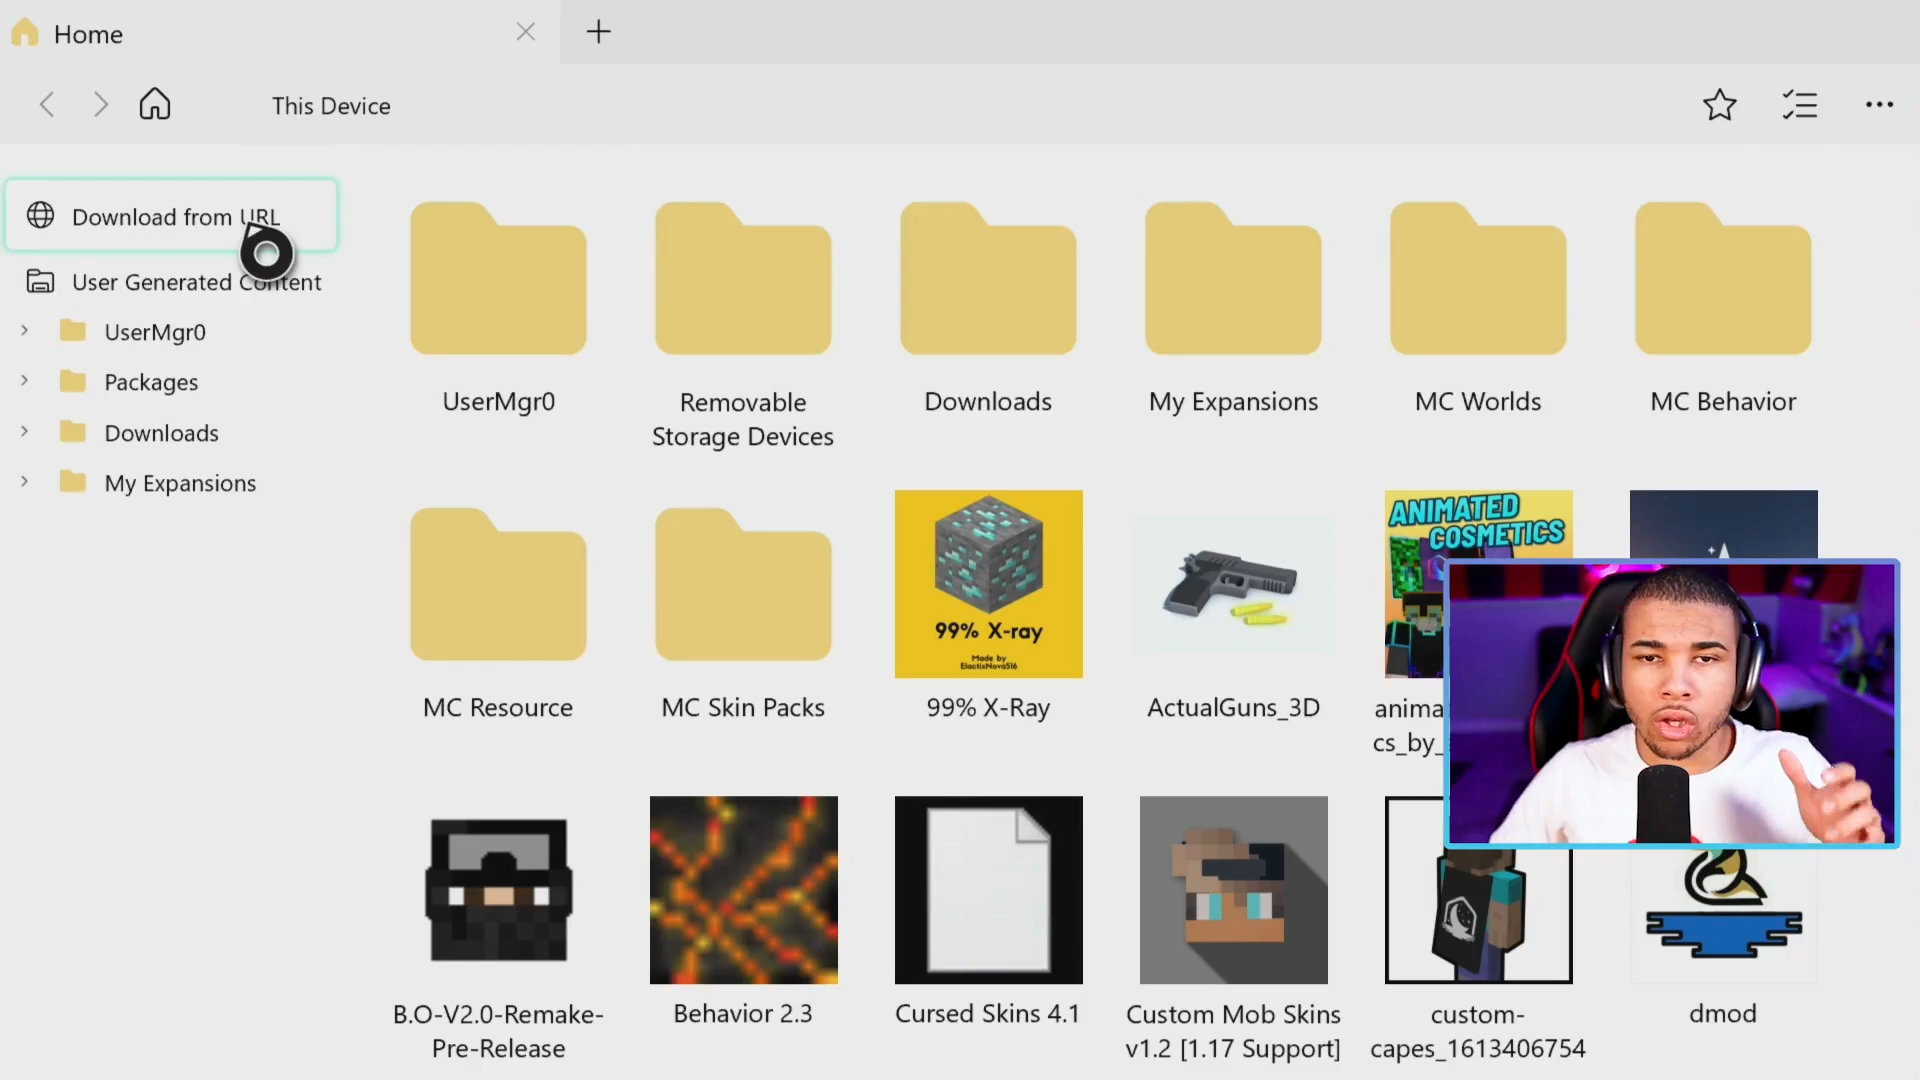 Home
This Device
Download from URL
User Generated Content
UserMgr0
Packages
Downloads
My Expansions
UserMgr0
Removable
Storage Devices
Downloads
My Expansions
MC Worlds
MC Behavior
99% X-ray
Made by
ElectixNova516
ANIMATED
COSMETICS
MC Resource
MC Skin Packs
99% X-Ray
ActualGuns_3D
anima
cs_by_
B.O-V2.0-Remake-
Pre-Release
Behavior 2.3
Cursed Skins 4.1
Custom Mob Skins
v1.2 [1.17 Support]
custom-
capes_1613406754
dmod